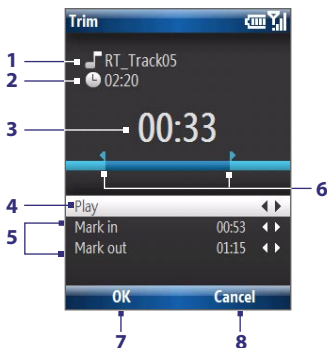 Trim
1 RT_Track05
2 02:20
3 00:33
6
4 Play
5 Mark in 00:53
Mark out 01:15
OK Cancel
7 8